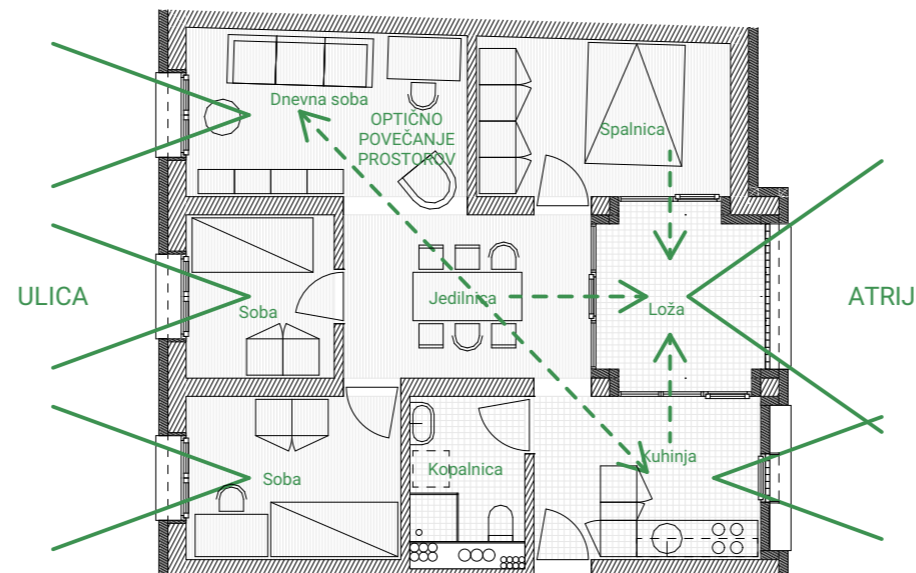 Dnevna soba
OPTIČNO
POVEČANJE
PROSTOROV
Spalnica
ULICA
Soba
Jedilnica
Loža
ATRIJ
Soba
Kopalnica
Kuhinja